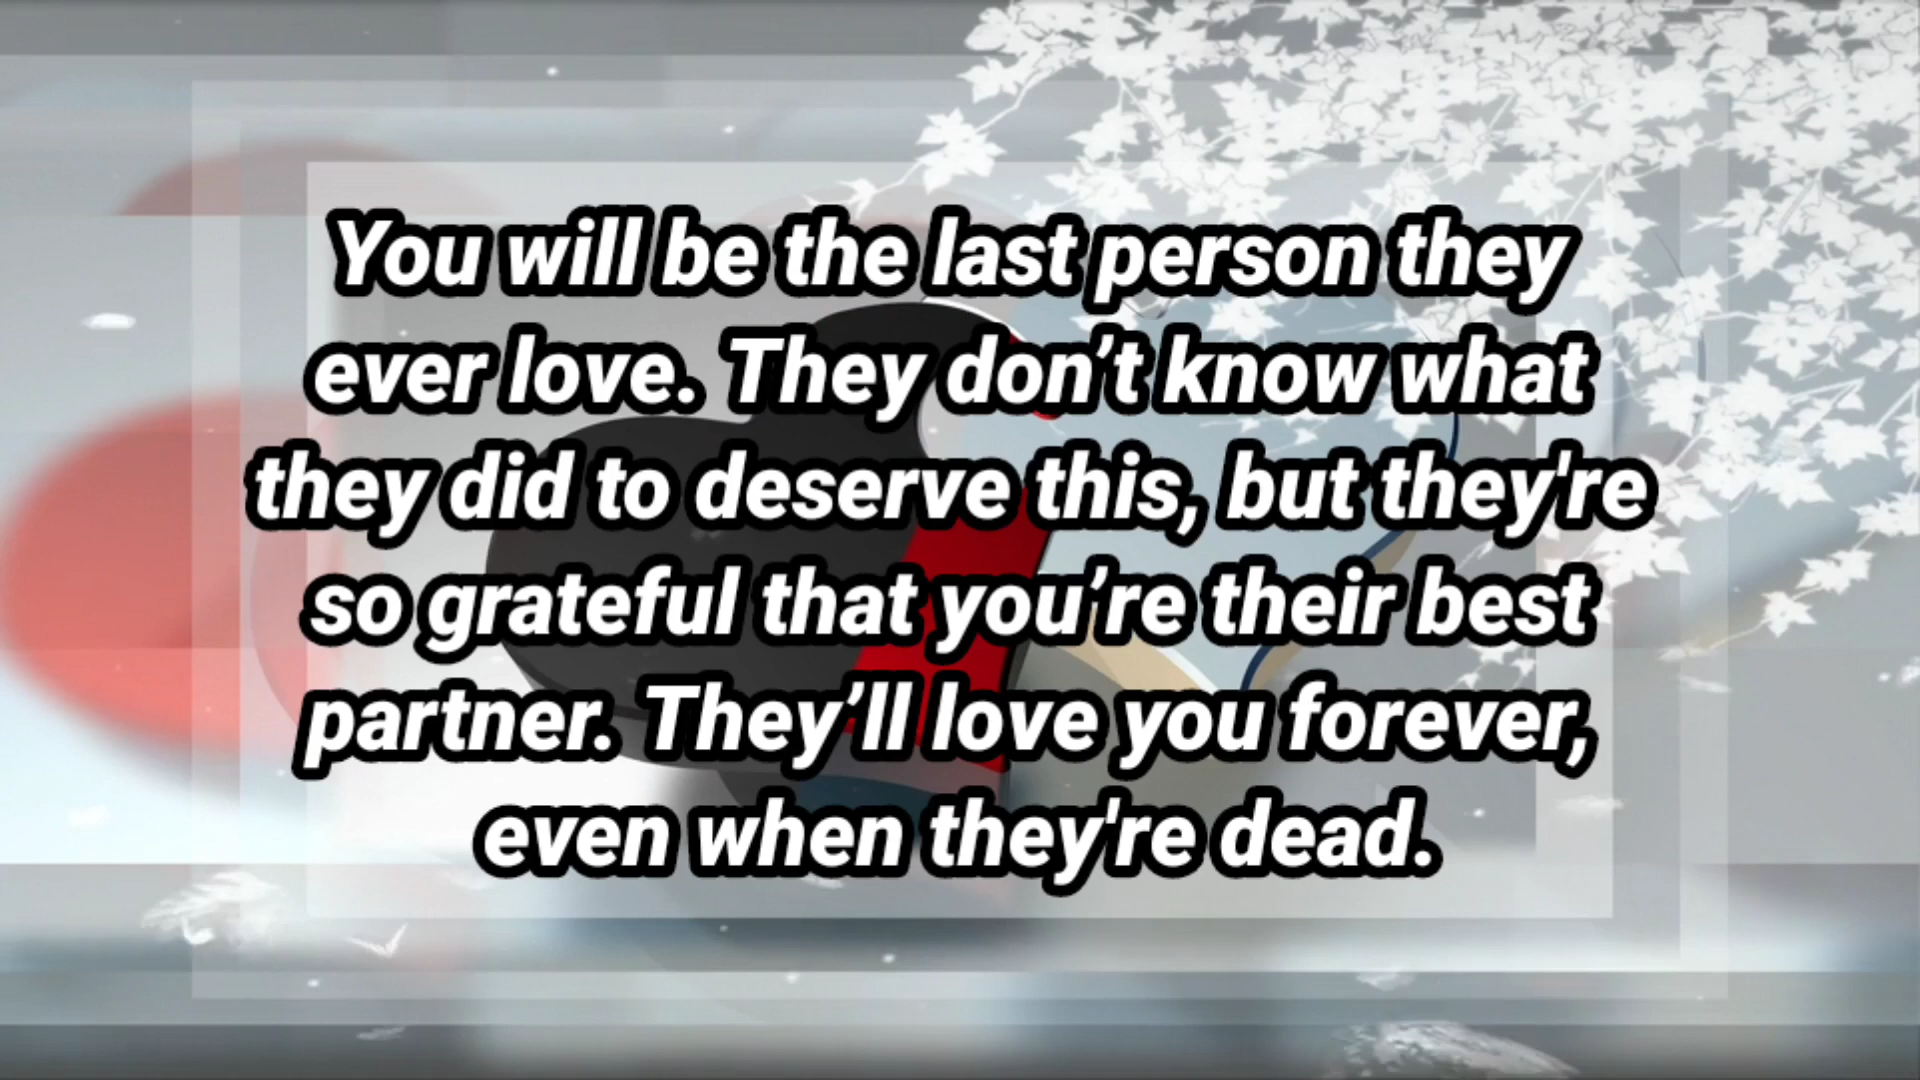 You will be the last person they
ever love. They don’t know what
they did to deserve this, but they're
so grateful that you’re their best
partner. They’ll love you forever,
even when they're dead.